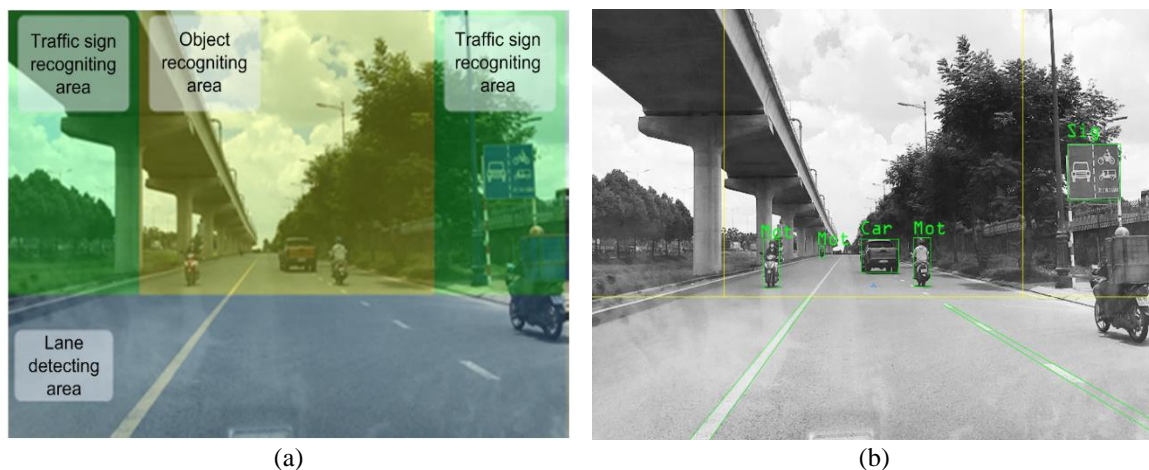 Traffic sign
recogniting
area
Object
recogniting
area
Traffic sign
recogniting
area
Lane
detecting
area
Sig
Mot
Mot
Car
Mot
(a)
(b)